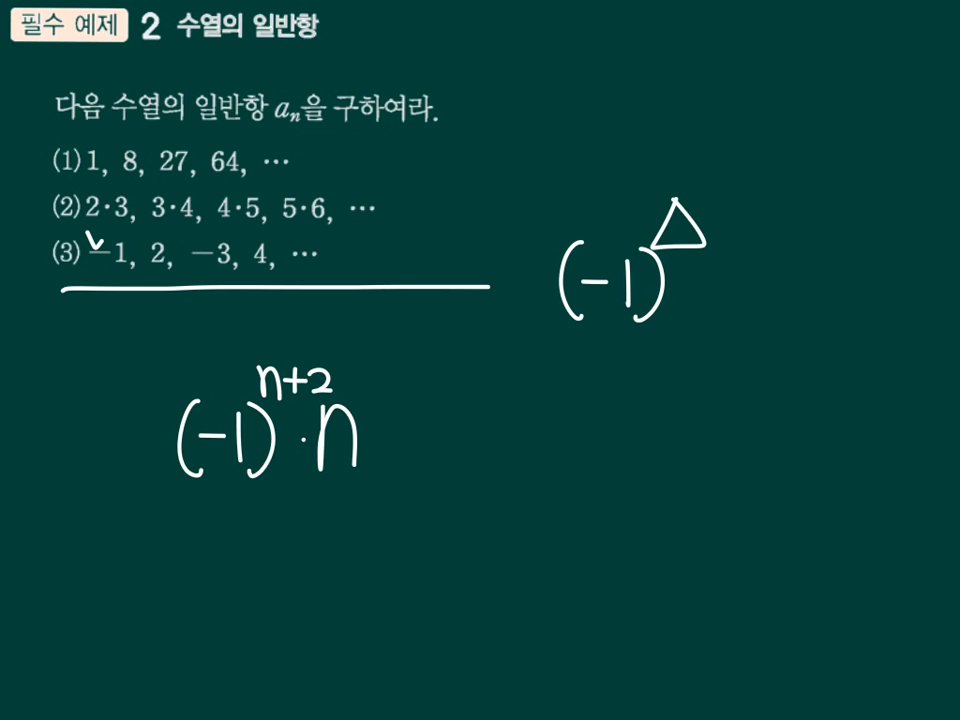 필수 예제 2 수열의 일반항
다음 수열의 일반항 aₙ을 구하여라.
(1) 1, 8, 27, 64, ⋯
(2) 2·3, 3·4, 4·5, 5·6, ⋯
(3) −1, 2, −3, 4, ⋯
(-1)^△
(-1)^{n+2} · n